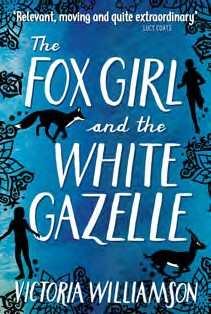 "Relevant, moving and quite extraordinary"
LUCY COATS
The
FOX GIRL
and the
WHITE
GAZELLE
VICTORIA WILLIAMSON